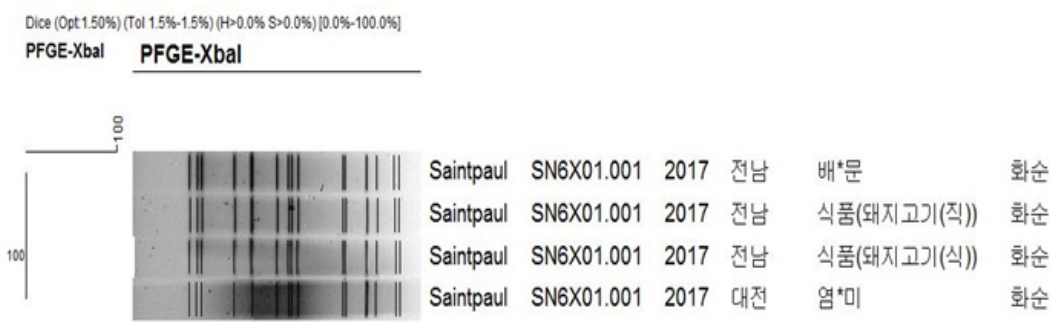 Dice (Opt:1.50%) (Tol 1.5%-1.5%) (H>0.0% S>0.0%) [0.0%-100.0%]
PFGE-XbaI PFGE-XbaI
100
Saintpaul SN6X01.001 2017 전남 배*문 화순
Saintpaul SN6X01.001 2017 전남 식품(돼지고기(직)) 화순
100 Saintpaul SN6X01.001 2017 전남 식품(돼지고기(식)) 화순
Saintpaul SN6X01.001 2017 대전 염*미 화순